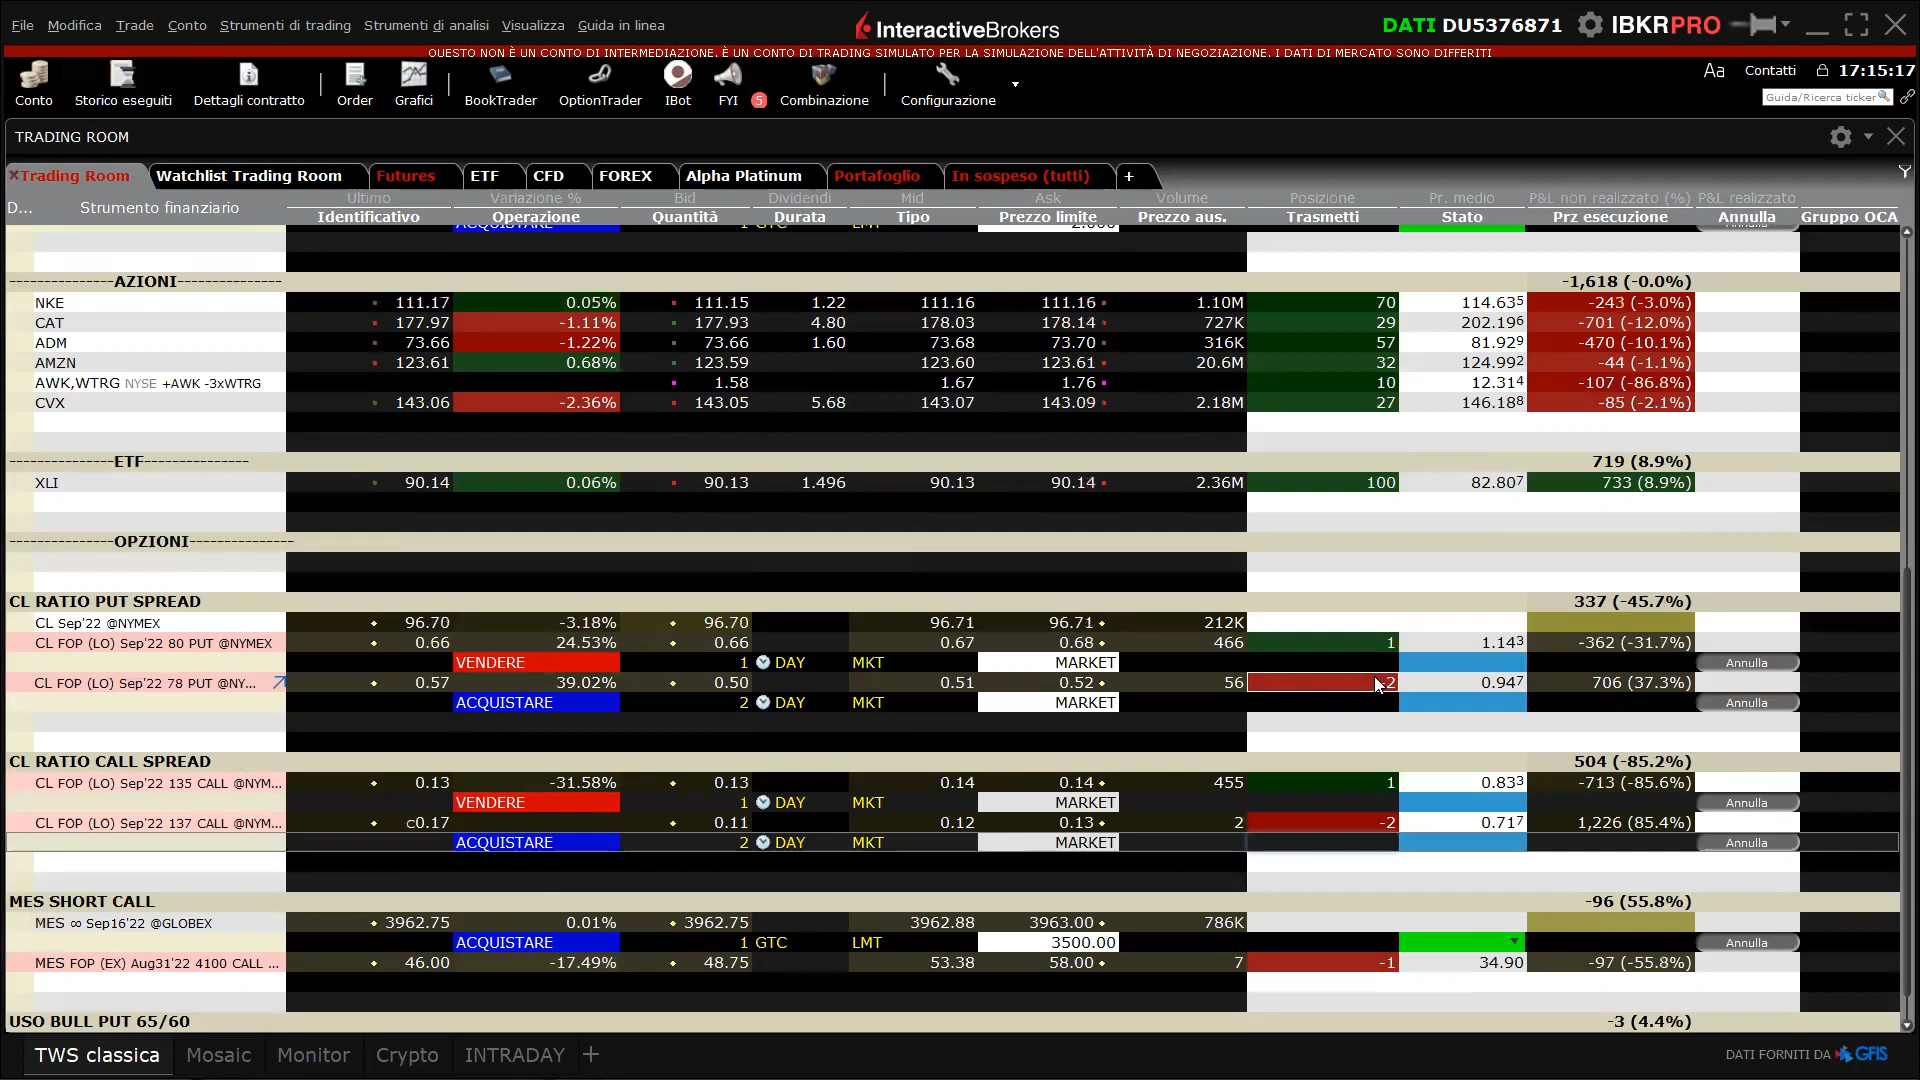 File Modifica Trade Conto Strumenti di trading Strumenti di analisi Visualizza Guida in linea InteractiveBrokers DATI DU5376871 IBKRPRO
QUESTO NON È UN CONTO DI INTERMEDIAZIONE. È UN CONTO DI TRADING SIMULATO PER LA SIMULAZIONE DELL'ATTIVITÀ DI NEGOZIAZIONE. I DATI DI MERCATO SONO DIFFERITI
Conto Storico eseguiti Dettagli contratto Order Grafici BookTrader OptionTrader IBot FYI 5 Combinazione Configurazione Aa Contatti 17:15:17
Guida/Ricerca ticker
TRADING ROOM
Trading Room Watchlist Trading Room Futures ETF CFD FOREX Alpha Platinum Portafoglio In sospeso (tutti) +
D... Strumento finanziario Ultimo Variazione % Bid Dividendi Mid Ask Volume Posizione Pr. medio P&L non realizzato (%) P&L realizzato
Identificativo Operazione Quantità Durata Tipo Prezzo limite Prezzo aus. Trasmetti Stato Prz esecuzione Annulla Gruppo OCA
ACQUISTARE 1 GTC LMT 2.000 Annulla
---------------AZIONI--------------- -1,618 (-0.0%)
NKE 111.17 0.05% 111.15 1.22 111.16 111.16 1.10M 70 114.635 -243 (-3.0%)
CAT 177.97 -1.11% 177.93 4.80 178.03 178.14 727K 29 202.196 -701 (-12.0%)
ADM 73.66 -1.22% 73.66 1.60 73.68 73.70 316K 57 81.929 -470 (-10.1%)
AMZN 123.61 0.68% 123.59 123.60 123.61 20.6M 32 124.992 -44 (-1.1%)
AWK,WTRG NYSE +AWK -3xWTRG 1.58 1.67 1.76 10 12.314 -107 (-86.8%)
CVX 143.06 -2.36% 143.05 5.68 143.07 143.09 2.18M 27 146.188 -85 (-2.1%)
---------------ETF--------------- 719 (8.9%)
XLI 90.14 0.06% 90.13 1.496 90.13 90.14 2.36M 100 82.807 733 (8.9%)
---------------OPZIONI---------------
CL RATIO PUT SPREAD 337 (-45.7%)
CL Sep'22 @NYMEX 96.70 -3.18% 96.70 96.71 96.71 212K
CL FOP (LO) Sep'22 80 PUT @NYMEX 0.66 24.53% 0.66 0.67 0.68 466 1 1.143 -362 (-31.7%)
VENDERE 1 DAY MKT MARKET Annulla
CL FOP (LO) Sep'22 78 PUT @NY... 0.57 39.02% 0.50 0.51 0.52 56 -2 0.947 706 (37.3%)
ACQUISTARE 2 DAY MKT MARKET Annulla
CL RATIO CALL SPREAD 504 (-85.2%)
CL FOP (LO) Sep'22 135 CALL @NYM... 0.13 -31.58% 0.13 0.14 0.14 455 1 0.833 -713 (-85.6%)
VENDERE 1 DAY MKT MARKET Annulla
CL FOP (LO) Sep'22 137 CALL @NYM... c0.17 0.11 0.12 0.13 2 -2 0.717 1,226 (85.4%)
ACQUISTARE 2 DAY MKT MARKET Annulla
MES SHORT CALL -96 (55.8%)
MES ∞ Sep16'22 @GLOBEX 3962.75 0.01% 3962.75 3962.88 3963.00 786K
ACQUISTARE 1 GTC LMT 3500.00 Annulla
MES FOP (EX) Aug31'22 4100 CALL ... 46.00 -17.49% 48.75 53.38 58.00 7 -1 34.90 -97 (-55.8%)
USO BULL PUT 65/60 -3 (4.4%)
TWS classica Mosaic Monitor Crypto INTRADAY + DATI FORNITI DA GFIS